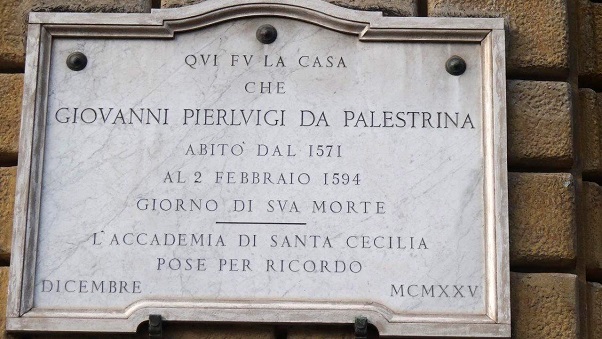 QVI FV LA CASA
CHE
GIOVANNI PIERLVIGI DA PALESTRINA
ABITO' DAL 1571
AL 2 FEBBRAIO 1594
GIORNO DI SVA MORTE
L'ACCADEMIA DI SANTA CECILIA
POSE PER RICORDO
DICEMBRE MCMXXV